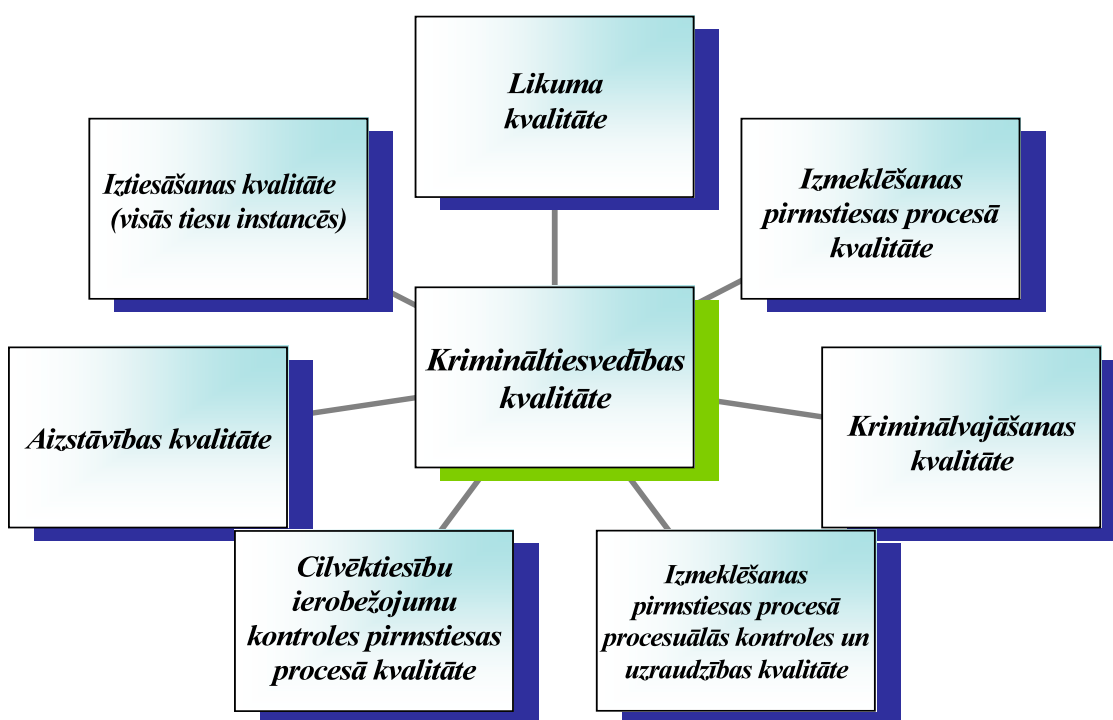 Likuma
kvalitāte
Iztiesāšanas kvalitāte
(visās tiesu instancēs)
Izmeklēšanas
pirmstiesas procesā
kvalitāte
Krimināltiesvedības
kvalitāte
Aizstāvības kvalitāte
Kriminālvajāšanas
kvalitāte
Cilvēktiesību
ierobežojumu
kontroles pirmstiesas
procesā kvalitāte
Izmeklēšanas
pirmstiesas procesā
procesuālās kontroles un
uzraudzības kvalitāte